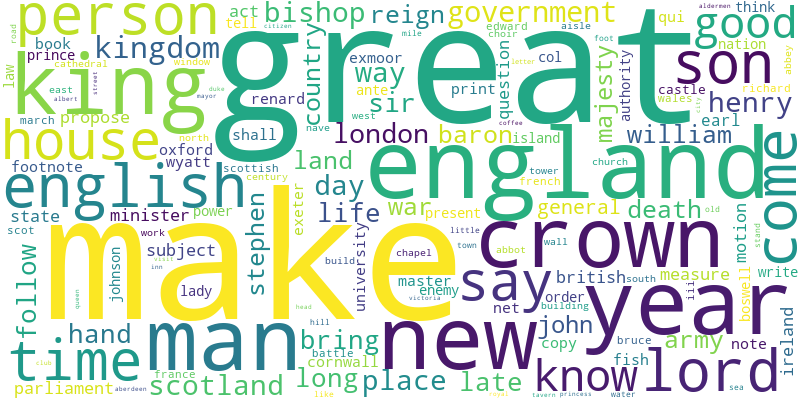 person act bishop reign government qui think good
tell edward aisle
book kingdom country choir foot nation
law prince great son
road cathedral window exmoor way question col majesty authority abbey
king east duke ante print castle richard
albert street renard sir wales henry
march propose mayor shall nave west london baron island earl
house north oxford william
footnote wyatt land english scottish tower church
century french england come
state minister power exeter day life war present general death
scot work stephen university subject chapel little wall old
follow johnson lady visit inn build abbot town crown motion stand
master enemy say british south measure write
make queen victoria net order building iii boswell
time hand man head hill bring new john bruce year army note ireland
battle cornwall copy fish
club france like late know lord
parliament aberdeen scotland long place tavern princess royal water sea
mile city letter coffee citizen aldermen